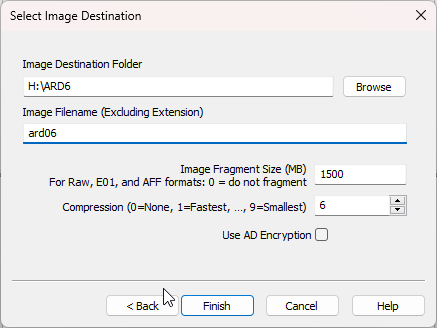 Select Image Destination
Image Destination Folder
H:\ARD6
Browse
Image Filename (Excluding Extension)
ard06
Image Fragment Size (MB)
For Raw, E01, and AFF formats: 0 = do not fragment
1500
Compression (0=None, 1=Fastest, ..., 9=Smallest)
6
Use AD Encryption
< Back
Finish
Cancel
Help